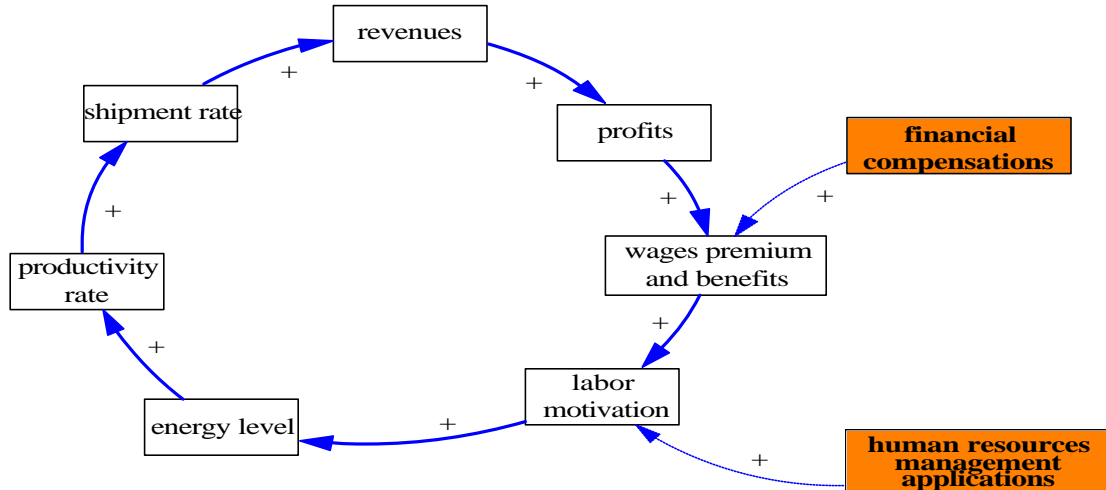 revenues
+
+
shipment rate
profits
financial
compensations
+
+
+
wages premium
and benefits
productivity
rate
+
+
labor
motivation
energy level
+
human resources
management
applications
+